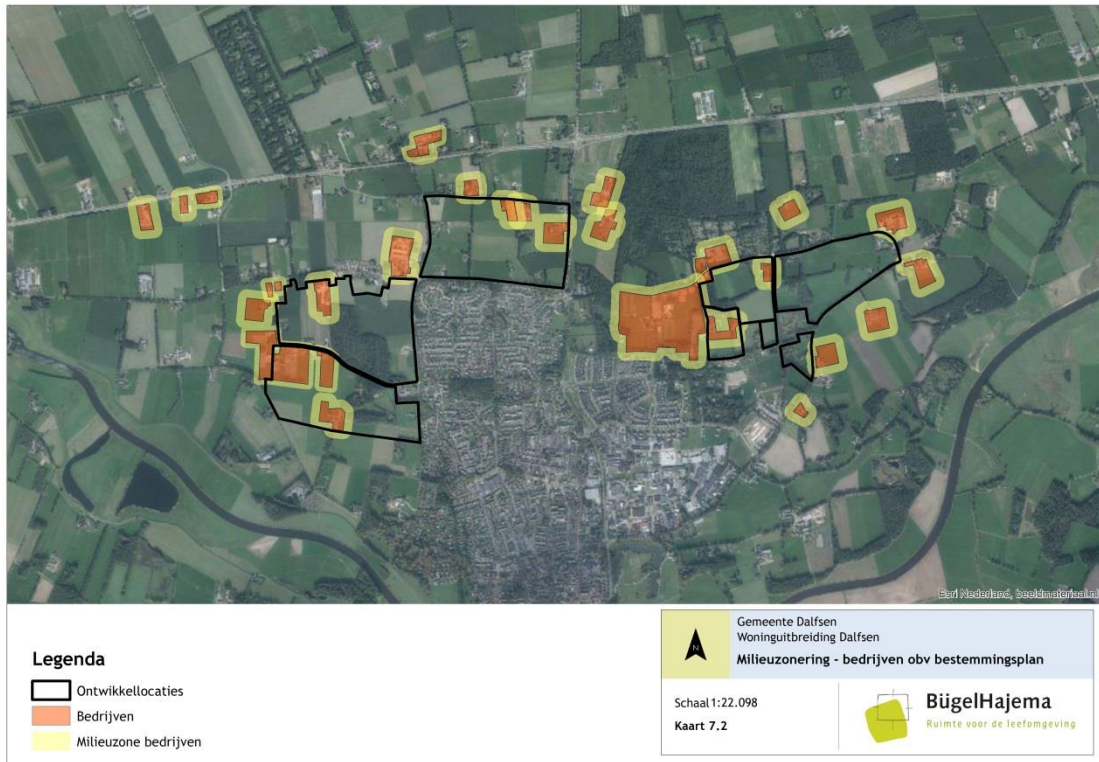 Esri Nederland, beeldmateriaal.nl
Legenda
Ontwikkellocaties
Bedrijven
Milieuzone bedrijven
N
Gemeente Dalfsen
Woninguitbreiding Dalfsen
Milieuzonering - bedrijven obv bestemmingsplan
Schaal 1:22.098
Kaart 7.2
BügelHajema
Ruimte voor de leefomgeving